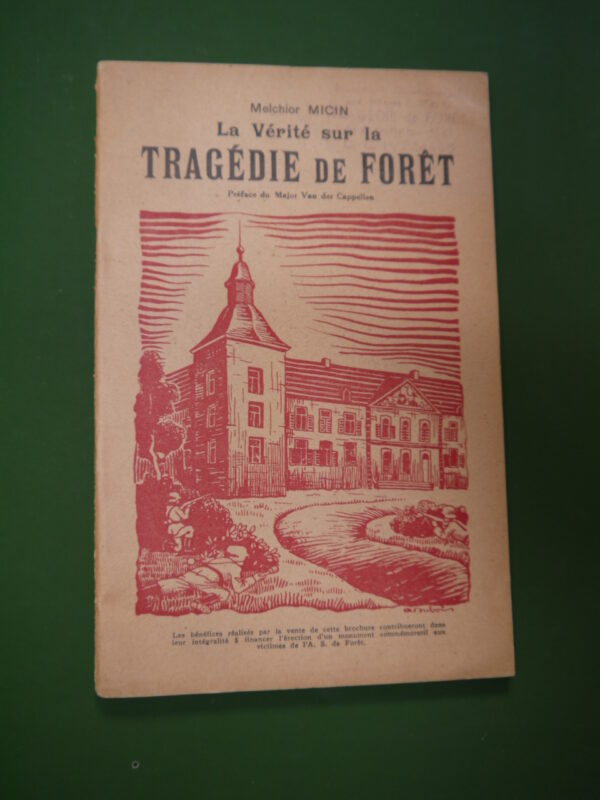 Melchior MICIN
La Vérité sur la
TRAGÉDIE DE FORÊT
Préface du Major Van der Cappellen
Les bénéfices réalisés par la vente de cette brochure contribueront dans
leur intégralité à financer l'érection d'un monument commémoratif aux
victimes de l'A. S. de Forêt.